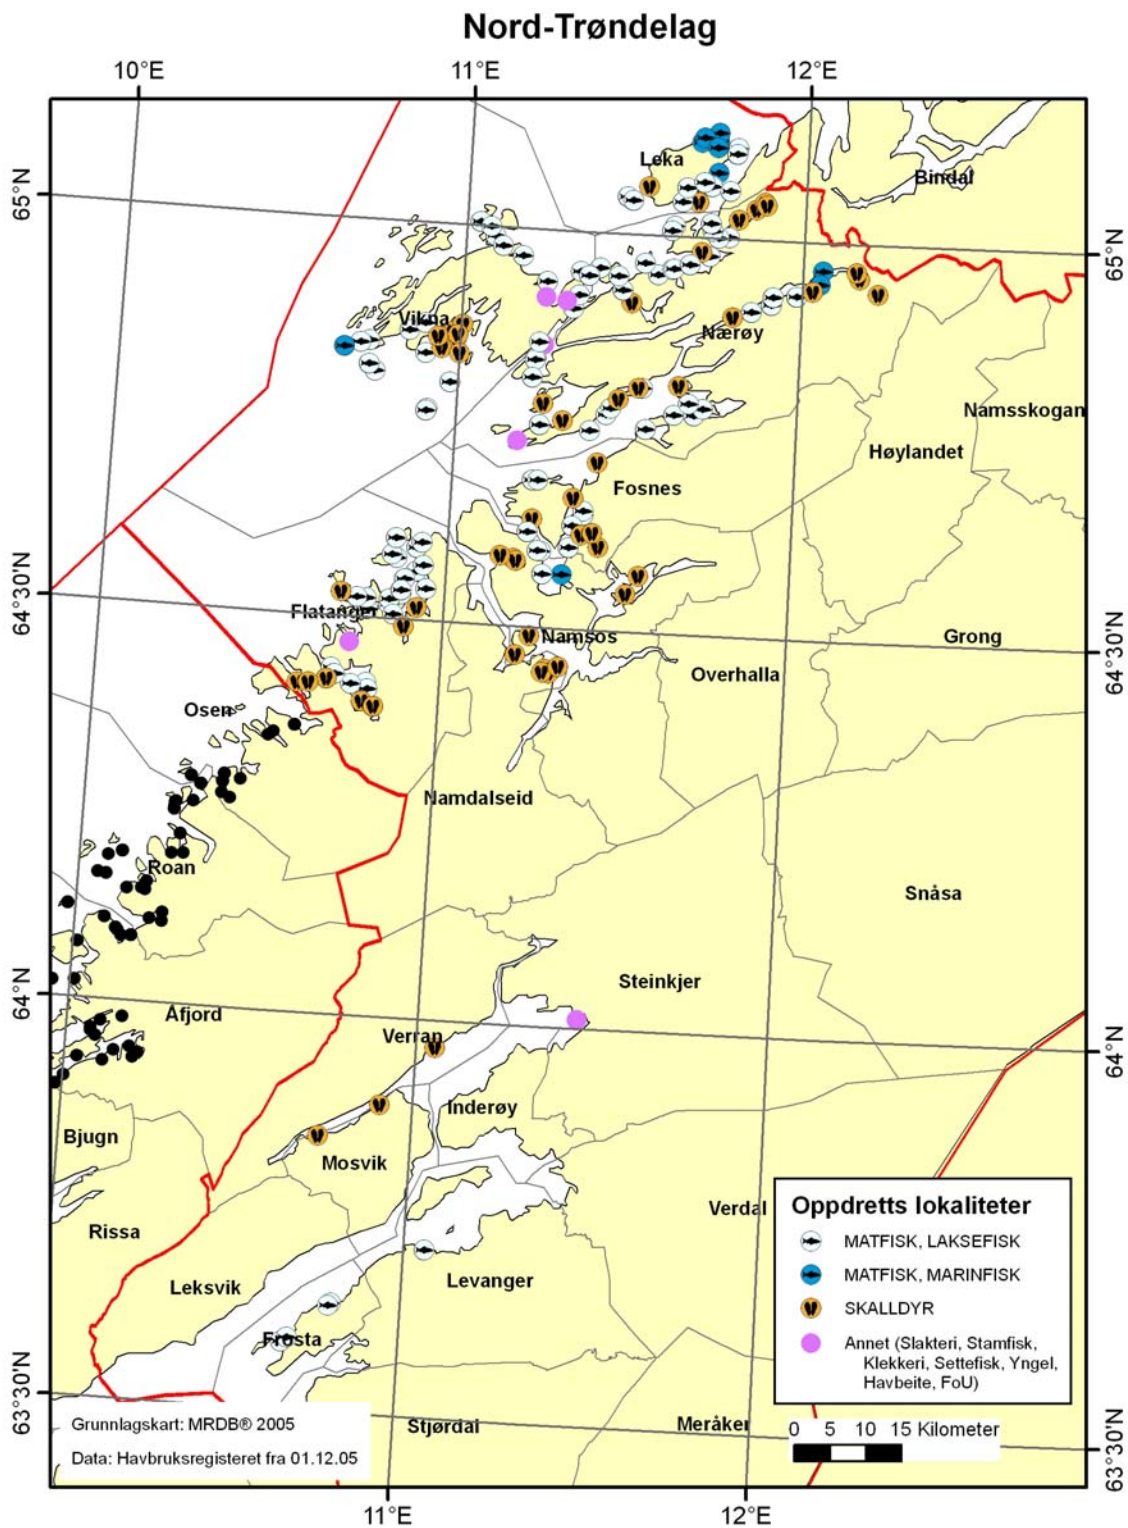 Nord-Trøndelag
10°E
11°E
12°E
Leka
Bindal
65°N
65°N
Vikna
Nærøy
Namsskogan
Høylandet
Fosnes
64°30'N
Flatanger
Namsos
Grong
64°30'N
Overhalla
Osen
Namdalseid
Roan
Snåsa
Steinkjer
64°N
Åfjord
Verran
64°N
Inderøy
Bjugn
Mosvik
Verdal
Rissa
Leksvik
Levanger
Frosta
Oppdretts lokaliteter
MATFISK, LAKSEFISK
MATFISK, MARINFISK
SKALLDYR
Annet (Slakteri, Stamfisk,
Klekkeri, Settefisk, Yngel,
Havbeite, FoU)
63°30'N
Grunnlagskart: MRDB® 2005
Data: Havbruksregisteret fra 01.12.05
Stjørdal
Meråker
0 5 10 15 Kilometer
63°30'N
11°E
12°E